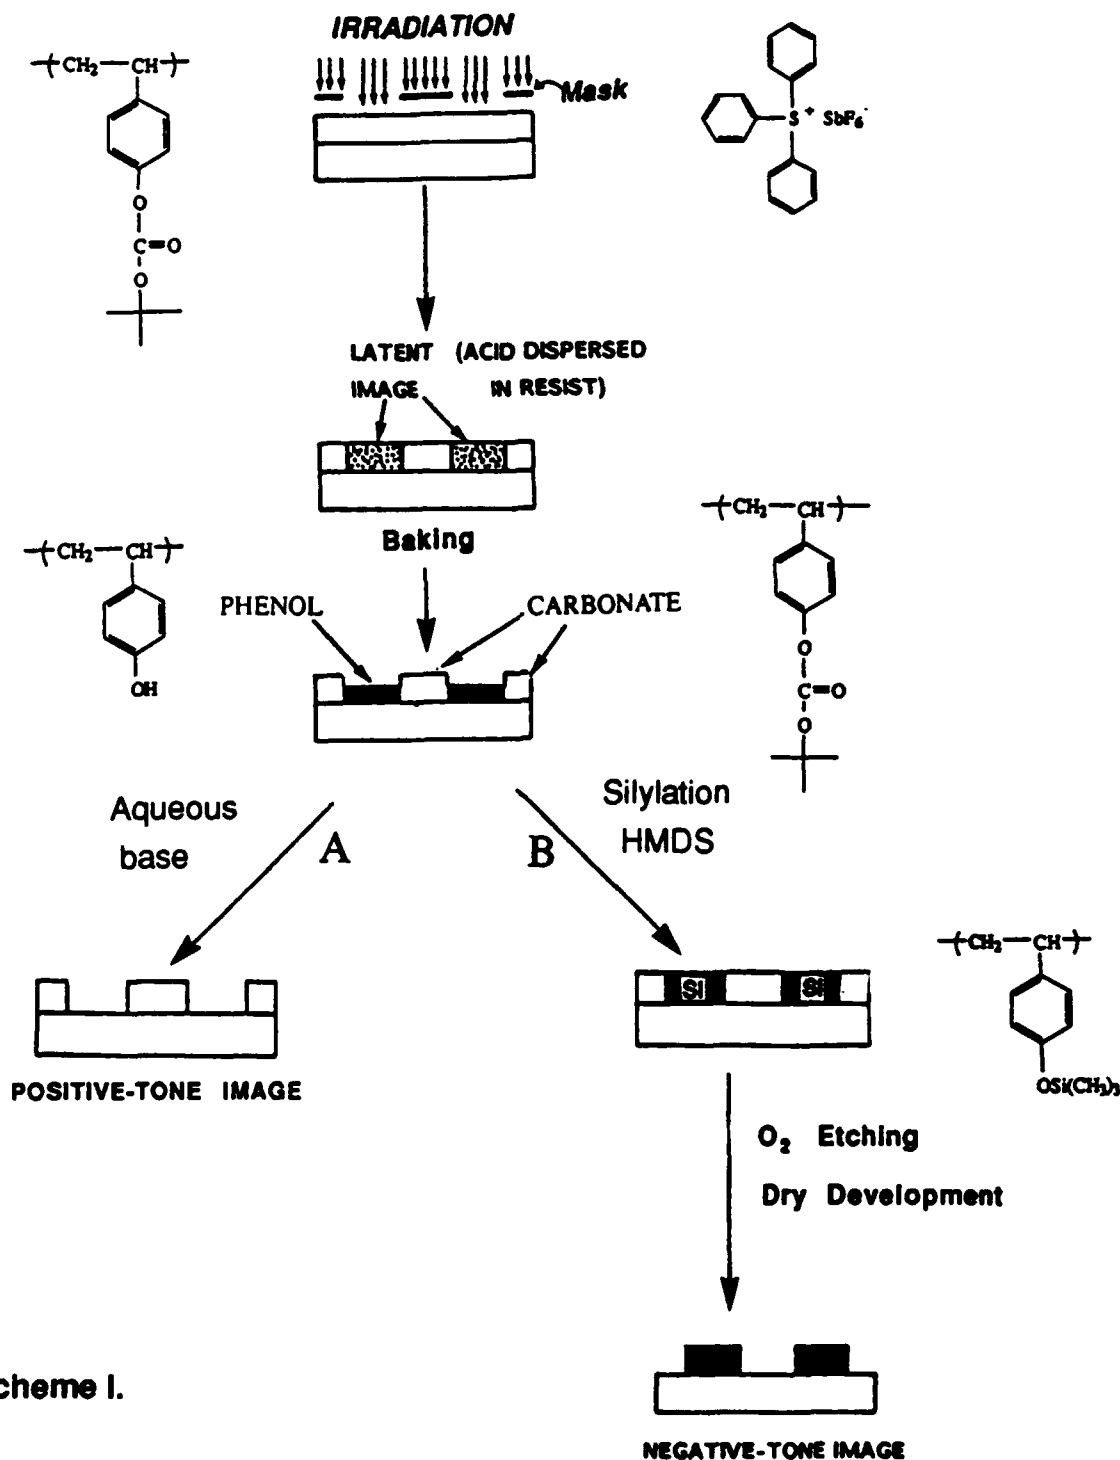 IRRADIATION
Mask
CH₂ CH
O
C=O
O
S⁺ SbF₆⁻
LATENT (ACID DISPERSED
IMAGE IN RESIST)
Baking
CH₂ CH
OH
PHENOL
CARBONATE
CH₂ CH
O
C=O
O
Aqueous
base
A
B
Silylation
HMDS
POSITIVE-TONE IMAGE
Si Si
CH₂ CH
OSi(CH₃)₃
O₂ Etching
Dry Development
cheme I.
NEGATIVE-TONE IMAGE